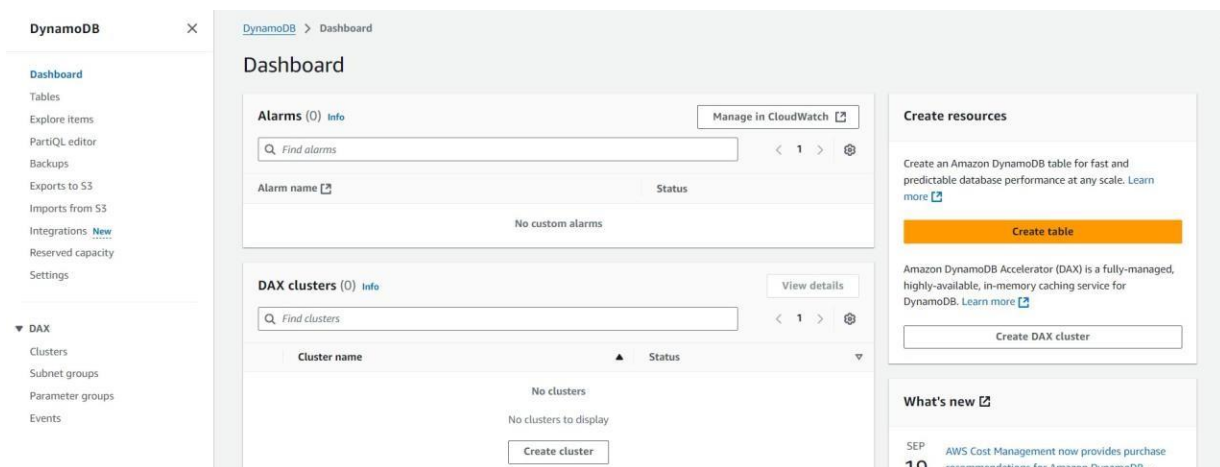 DynamoDB
Dashboard
Tables
Explore items
PartiQL editor
Backups
Exports to S3
Imports from S3
Integrations New
Reserved capacity
Settings
DAX
Clusters
Subnet groups
Parameter groups
Events
DynamoDB > Dashboard
Dashboard
Alarms (0) Info
Manage in CloudWatch
Find alarms
1
Alarm name
Status
No custom alarms
DAX clusters (0) Info
View details
Find clusters
1
Cluster name
Status
No clusters
No clusters to display
Create cluster
Create resources
Create an Amazon DynamoDB table for fast and
predictable database performance at any scale. Learn
more
Create table
Amazon DynamoDB Accelerator (DAX) is a fully-managed,
highly-available, in-memory caching service for
DynamoDB. Learn more
Create DAX cluster
What's new
SEP
19
AWS Cost Management now provides purchase
recommendations for Amazon DynamoDB